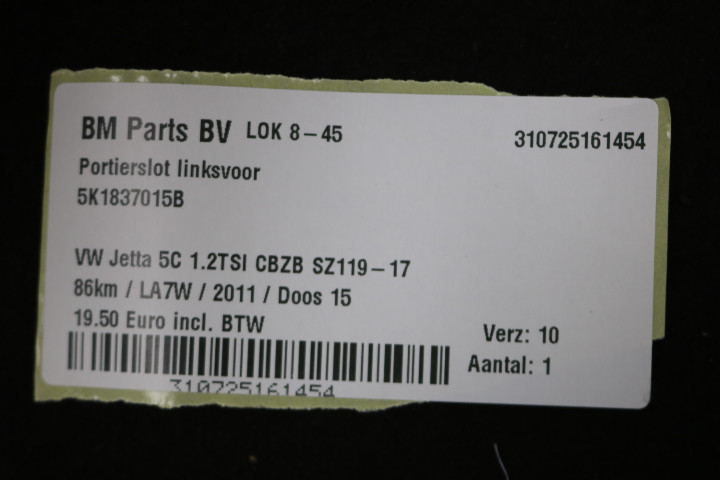 BM Parts BV LOK 8-45 310725161454
Portierslot linksvoor
5K1837015B
VW Jetta 5C 1.2TSI CBZB SZ119-17
86km / LA7W / 2011 / Doos 15
19.50 Euro incl. BTW
Verz: 10
Aantal: 1
310725161454